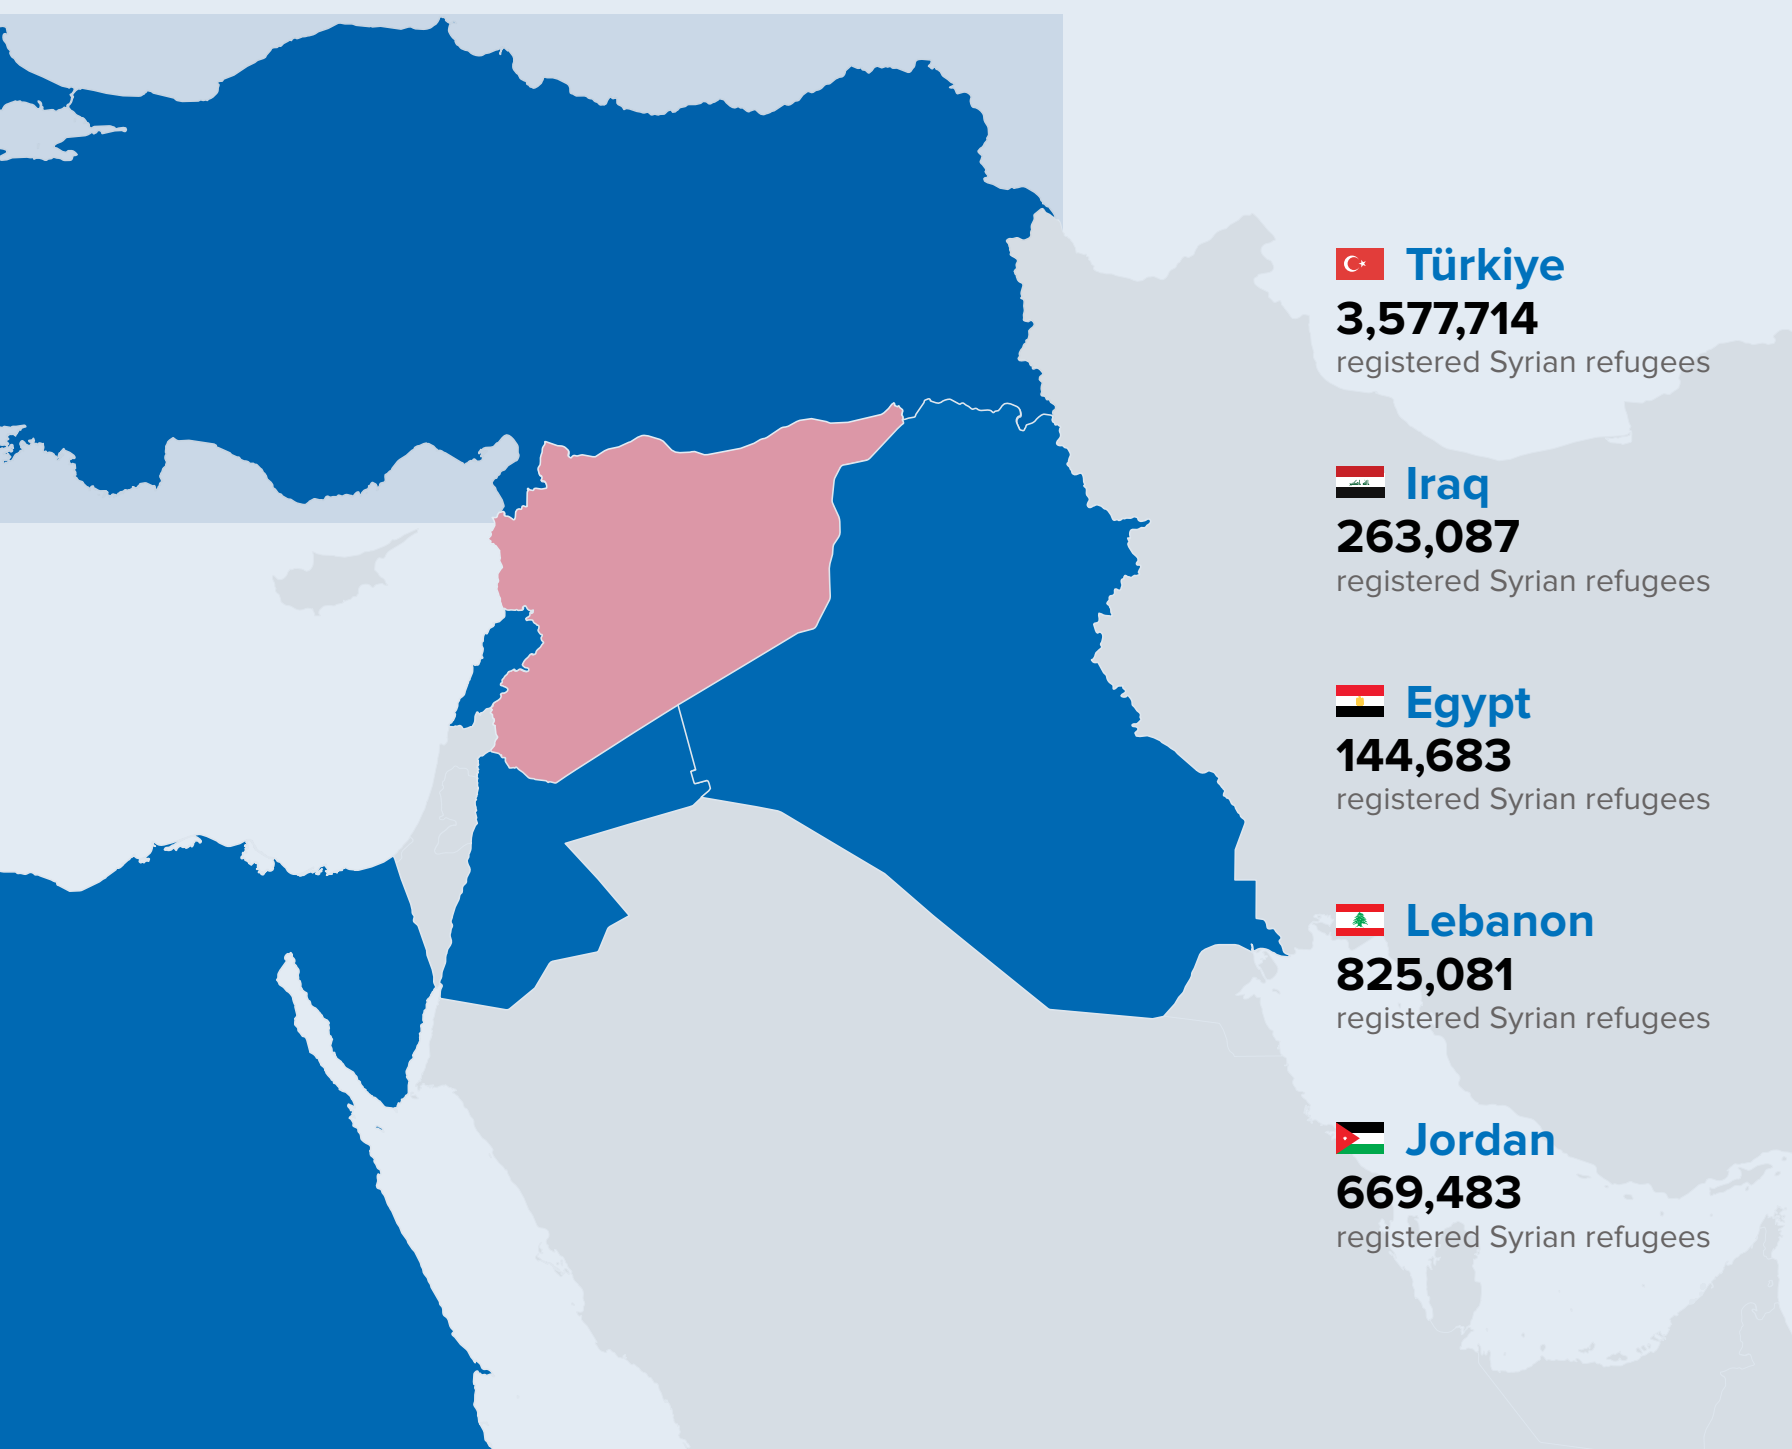 Türkiye
3,577,714
registered Syrian refugees
Iraq
263,087
registered Syrian refugees
Egypt
144,683
registered Syrian refugees
Lebanon
825,081
registered Syrian refugees
Jordan
669,483
registered Syrian refugees